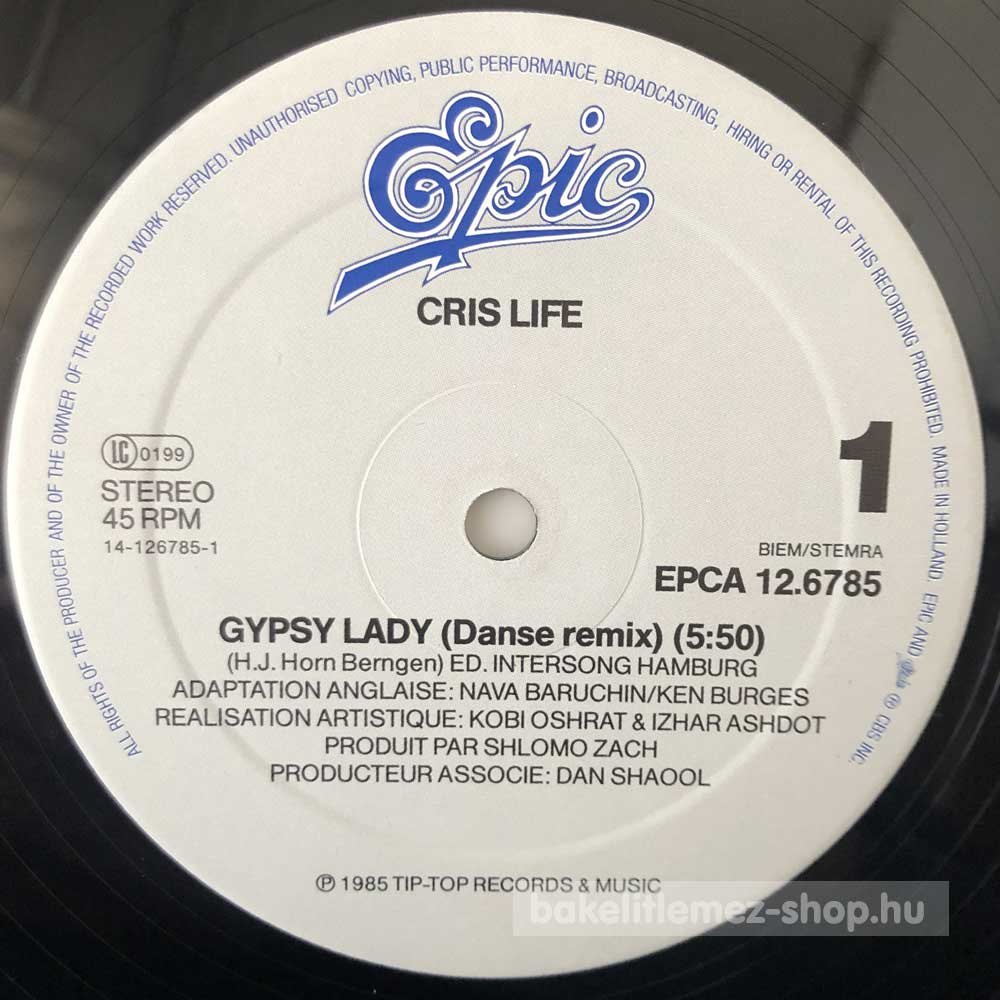 ALL RIGHTS OF THE PRODUCER AND OF THE OWNER OF THE RECORDED WORK RESERVED. UNAUTHORISED COPYING, PUBLIC PERFORMANCE, BROADCASTING, HIRING OR RENTAL OF THIS RECORDING PROHIBITED. MADE IN HOLLAND. EPIC AND Epic ® CBS INC.
Epic
CRIS LIFE
LC 0199
STEREO
45 RPM
14-126785-1
1
BIEM/STEMRA
EPCA 12.6785
GYPSY LADY (Danse remix) (5:50)
(H.J. Horn Berngen) ED. INTERSONG HAMBURG
ADAPTATION ANGLAISE: NAVA BARUCHIN/KEN BURGES
REALISATION ARTISTIQUE: KOBI OSHRAT & IZHAR ASHDOT
PRODUIT PAR SHLOMO ZACH
PRODUCTEUR ASSOCIE: DAN SHAOOL
℗ 1985 TIP-TOP RECORDS & MUSIC
bakelitlemez-shop.hu